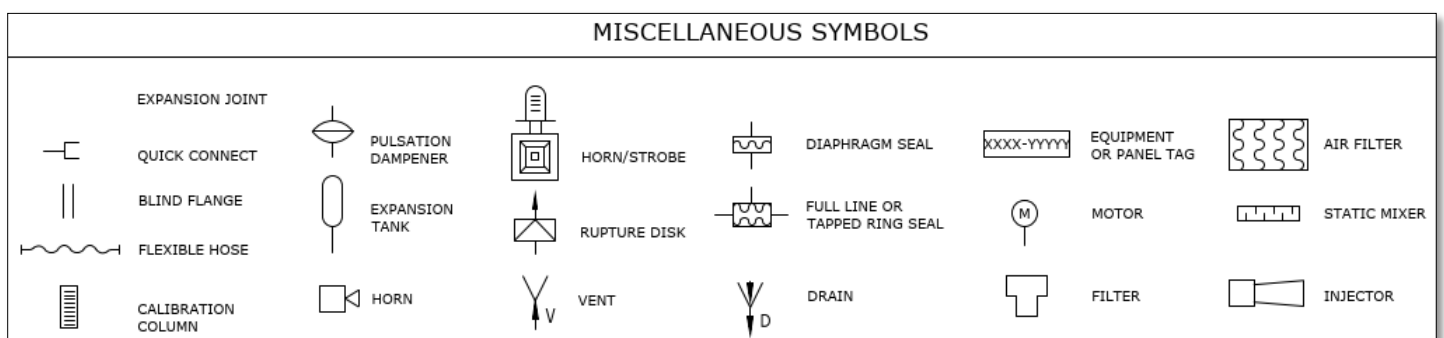 MISCELLANEOUS SYMBOLS
EXPANSION JOINT
QUICK CONNECT
BLIND FLANGE
FLEXIBLE HOSE
CALIBRATION
COLUMN
PULSATION
DAMPENER
EXPANSION
TANK
HORN
HORN/STROBE
RUPTURE DISK
V
VENT
DIAPHRAGM SEAL
FULL LINE OR
TAPPED RING SEAL
D
DRAIN
XXXX-YYYYY
EQUIPMENT
OR PANEL TAG
M
MOTOR
FILTER
AIR FILTER
STATIC MIXER
INJECTOR